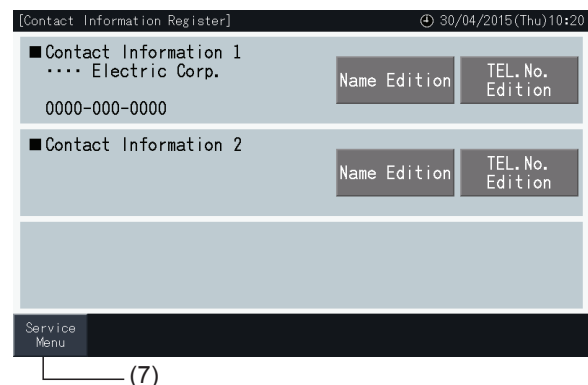 [Contact Information Register] 30/04/2015(Thu)10:20
■Contact Information 1
···· Electric Corp.
Name Edition
TEL.No.
Edition
0000-000-0000
■Contact Information 2
Name Edition
TEL.No.
Edition
Service
Menu
(7)